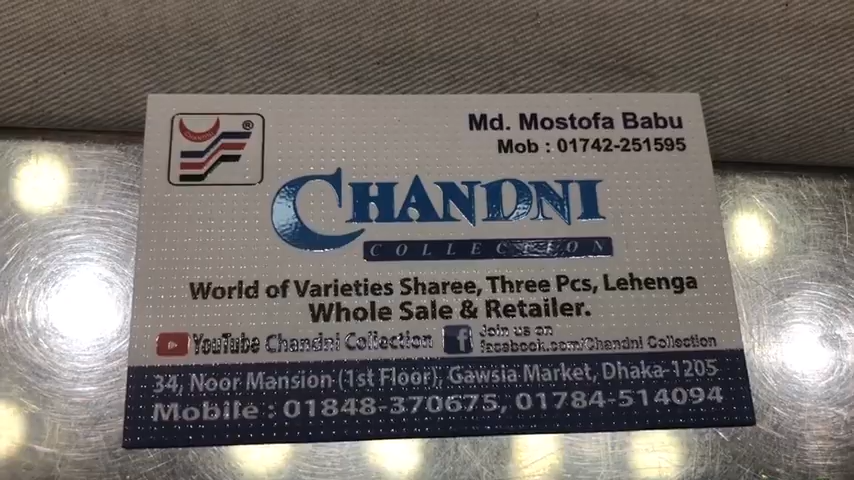 ®
Md. Mostofa Babu
Mob : 01742-251595
CHANDNI
COLLECTION
World of Varieties Sharee, Three Pcs, Lehenga
Whole Sale & Retailer.
YouTube Chandni Collection
f Join us on
facebook.com/Chandni Collection
34, Noor Mansion (1st Floor), Gawsia Market, Dhaka-1205
Mobile : 01848-370675, 01784-514094